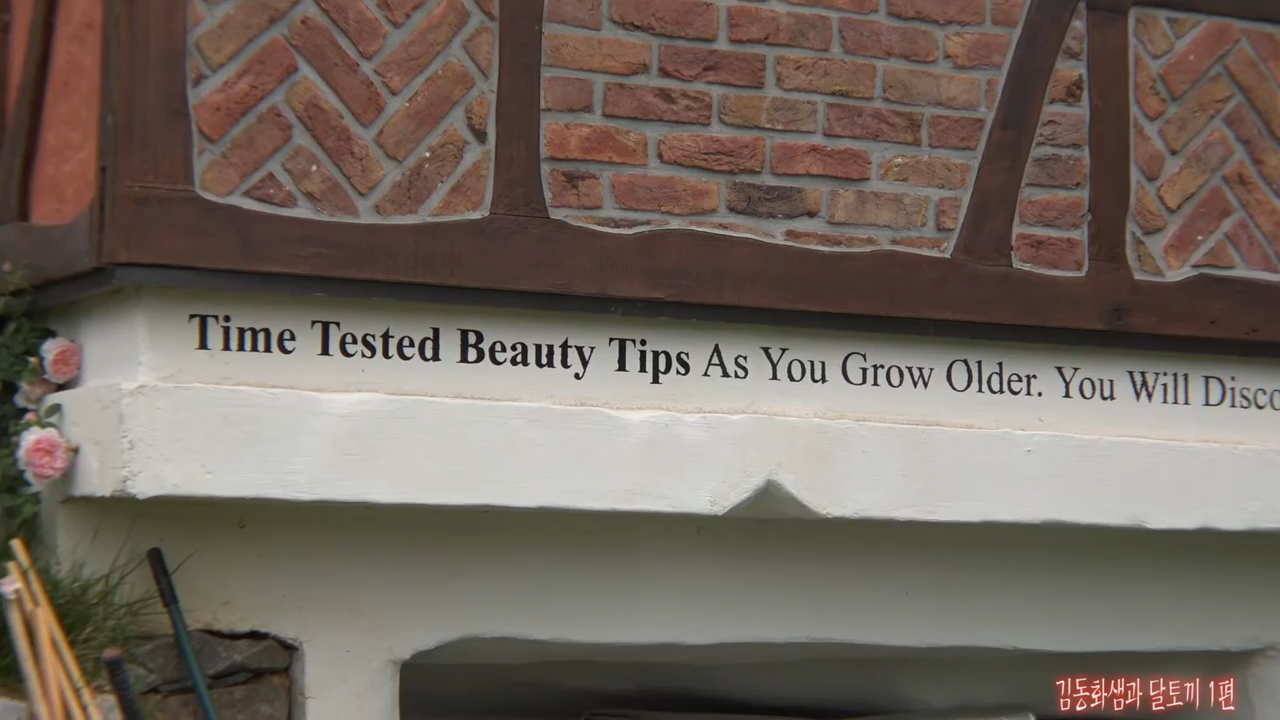 Time Tested Beauty Tips As You Grow Older. You Will Disco
김동화샘과 달토끼 1편